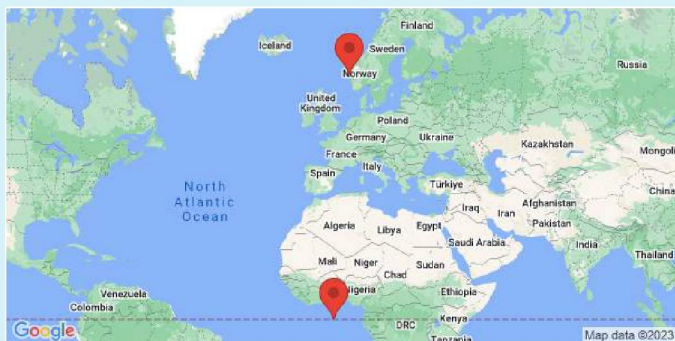 Finland
Iceland
Sweden
Norway
Russia
United
Kingdom
Poland
Germany
Ukraine
France
Kazakhstan
Mongoli
Spain
Italy
Türkiye
North
Atlantic
Ocean
China
Afghanistan
Iraq
Iran
Pakistan
Algeria
Libya
Egypt
Saudi Arabia
India
Mali
Niger
Chad
Sudan
Thailand
Venezuela
Nigeria
Ethiopia
Colombia
Kenya
DRC
Tanzania
Google
Map data ©2023